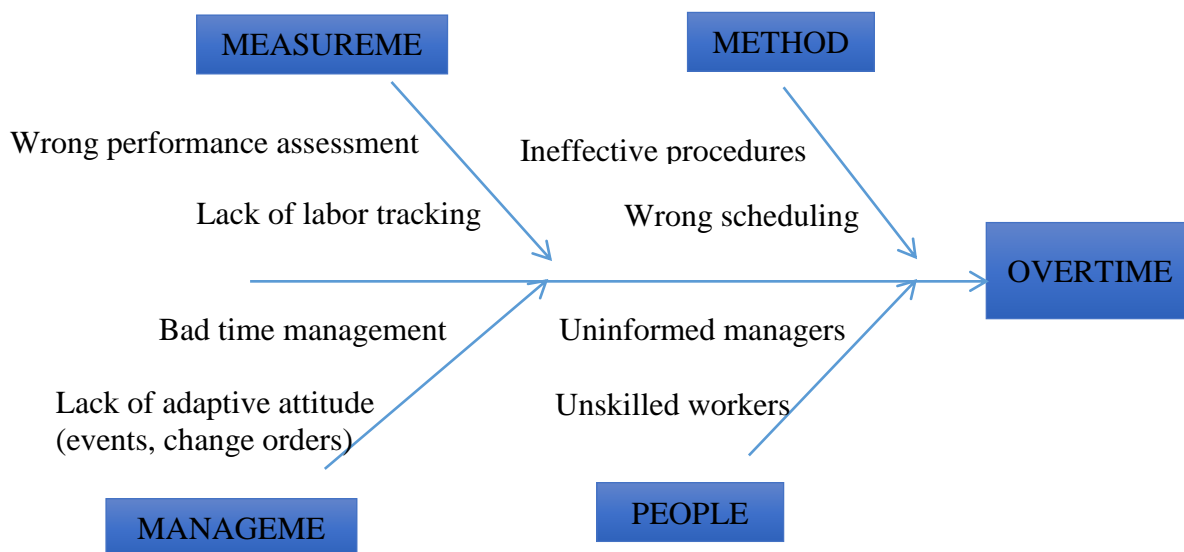 MEASUREME
METHOD
Wrong performance assessment
Ineffective procedures
Lack of labor tracking
Wrong scheduling
OVERTIME
Bad time management
Uninformed managers
Lack of adaptive attitude
(events, change orders)
Unskilled workers
MANAGEME
PEOPLE